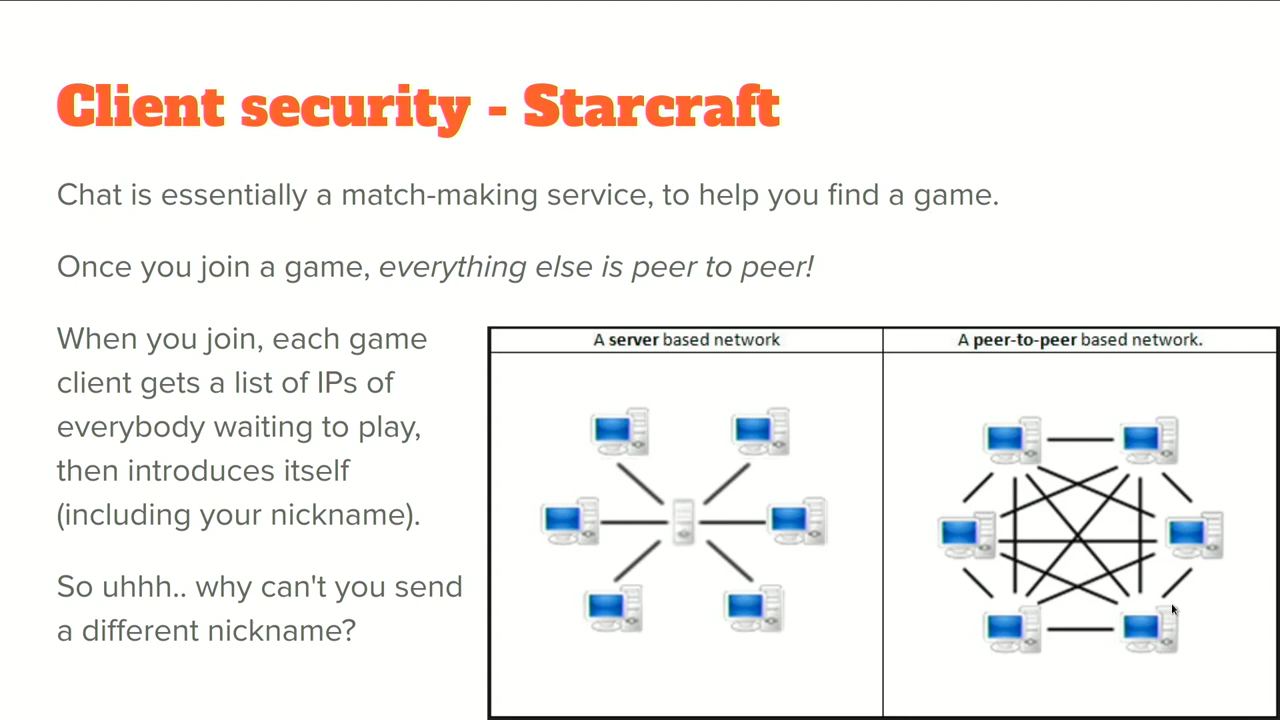 Client security - Starcraft
Chat is essentially a match-making service, to help you find a game.
Once you join a game, everything else is peer to peer!
When you join, each game
client gets a list of IPs of
everybody waiting to play,
then introduces itself
(including your nickname).
So uhhh.. why can't you send
a different nickname?
A server based network
A peer-to-peer based network.